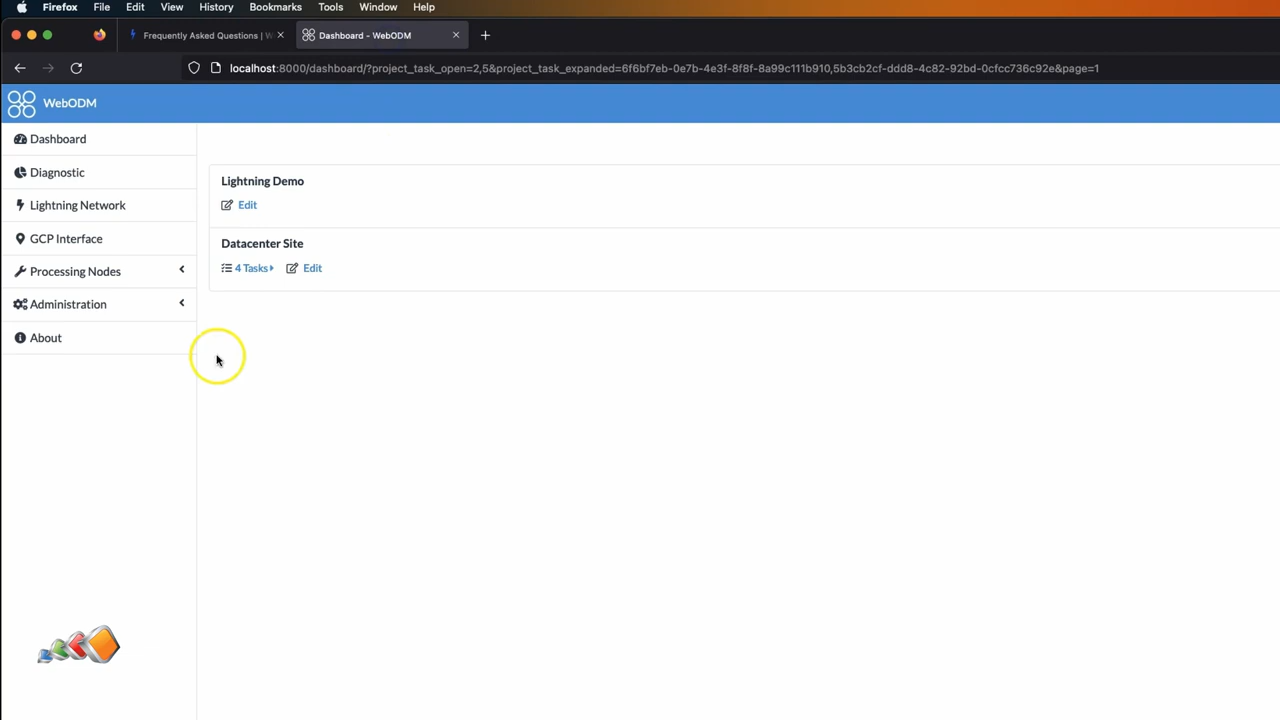 Firefox File Edit View History Bookmarks Tools Window Help
Frequently Asked Questions | W Dashboard - WebODM
localhost:8000/dashboard/?project_task_open=2,5&project_task_expanded=6f6bf7eb-0e7b-4e3f-8f8f-8a99c111b910,5b3cb2cf-ddd8-4c82-92bd-0cfcc736c92e&page=1
WebODM
Dashboard
Diagnostic
Lightning Network
GCP Interface
Processing Nodes
Administration
About
Lightning Demo
Edit
Datacenter Site
4 Tasks Edit